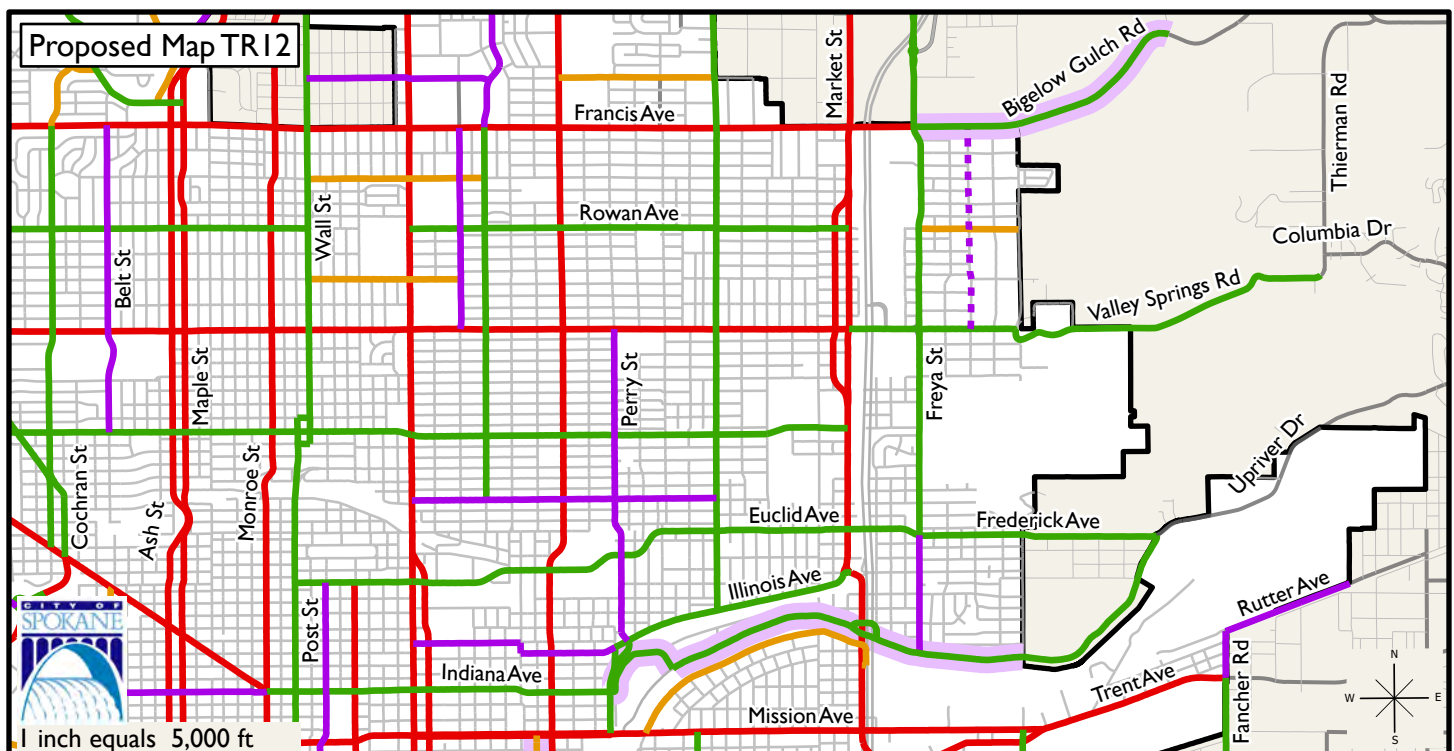 Proposed Map TR12
Market St
Bigelow Gulch Rd
Thierman Rd
Francis Ave
Wall St
Rowan Ave
Columbia Dr
Belt St
Valley Springs Rd
Maple St
Perry St
Freya St
Cochran St
Ash St
Monroe St
Upriver Dr
Euclid Ave
Frederick Ave
Illinois Ave
Rutter Ave
CITY OF
SPOKANE
Post St
Indiana Ave
Trent Ave
Fancher Rd
Mission Ave
N
W
E
S
1 inch equals 5,000 ft